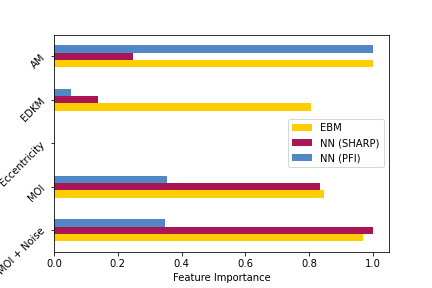 AM
EDKM
Eccentricity
MOI
MOI + Noise
EBM
NN (SHARP)
NN (PFI)
0.0 0.2 0.4 0.6 0.8 1.0
Feature Importance